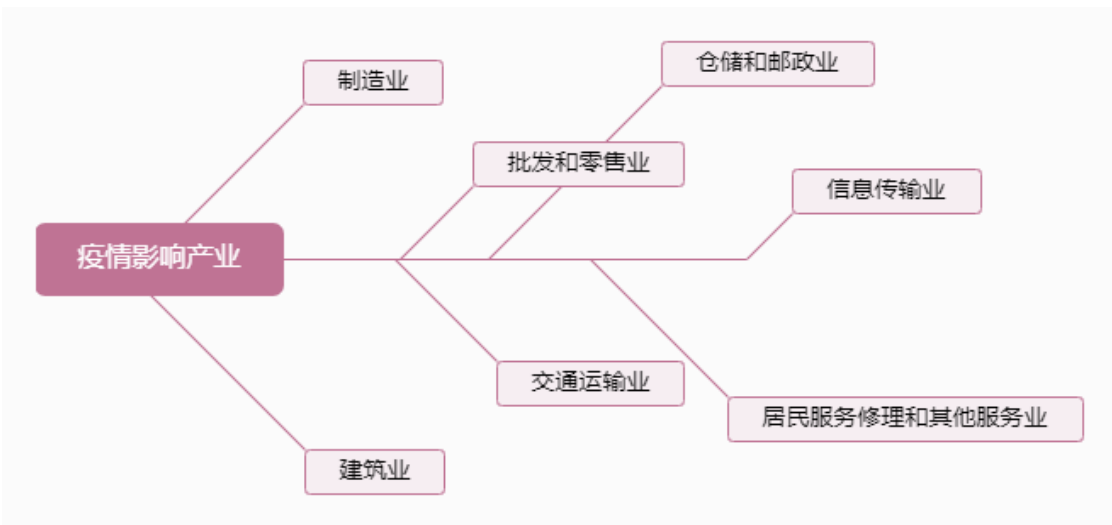 仓储和邮政业
制造业
批发和零售业
信息传输业
疫情影响产业
交通运输业
居民服务修理和其他服务业
建筑业